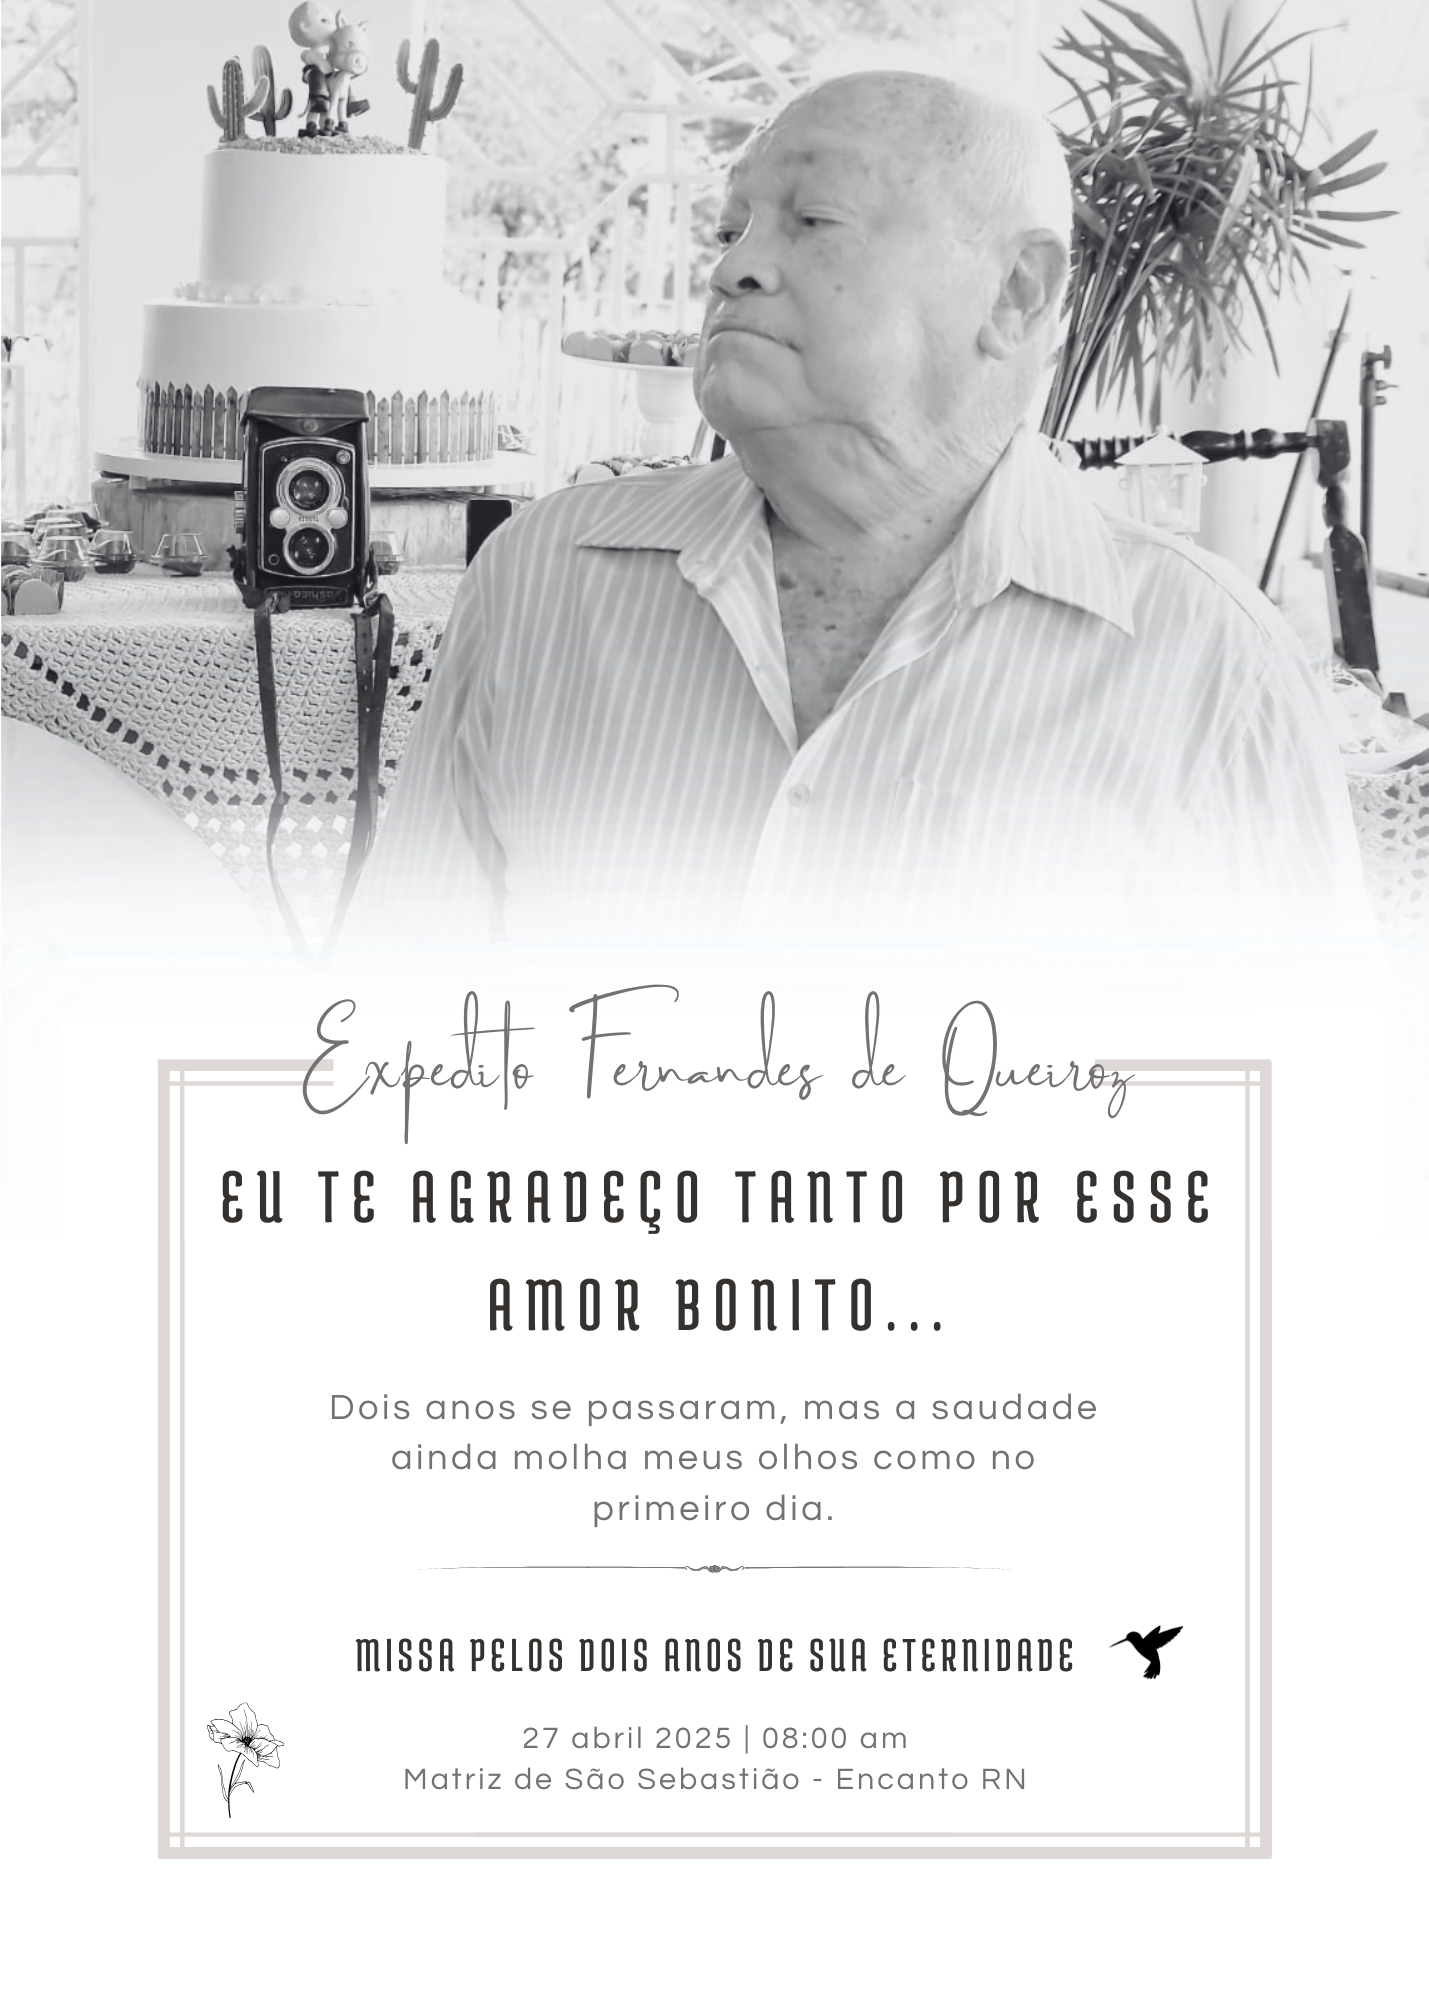 Expedito Fernandes de Queiroz
EU TE AGRADEÇO TANTO POR ESSE
AMOR BONITO...
Dois anos se passaram, mas a saudade
ainda molha meus olhos como no
primeiro dia.
MISSA PELOS DOIS ANOS DE SUA ETERNIDADE
27 abril 2025 | 08:00 am
Matriz de São Sebastião - Encanto RN